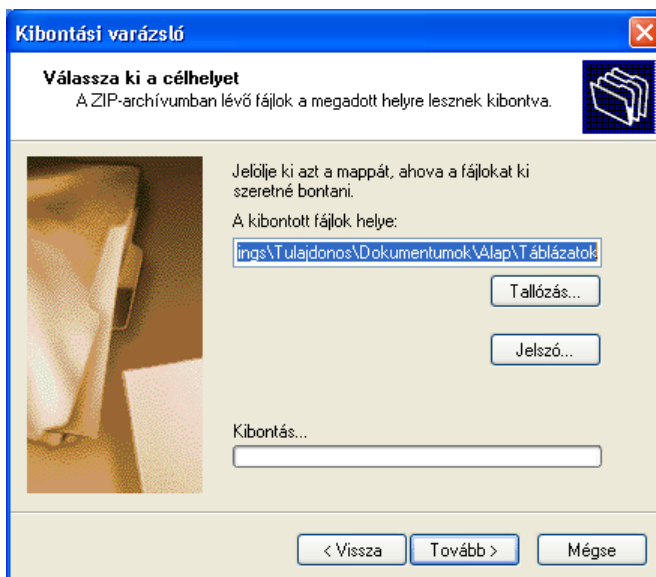 Kibontási varázsló
Válassza ki a célhelyet
A ZIP-archívumban lévő fájlok a megadott helyre lesznek kibontva.
Jelölje ki azt a mappát, ahova a fájlokat ki
szeretné bontani.
A kibontott fájlok helye:
ings\Tulajdonos\Dokumentumok\Alap\Táblázatok
Tallózás...
Jelszó...
Kibontás...
< Vissza
Tovább >
Mégse